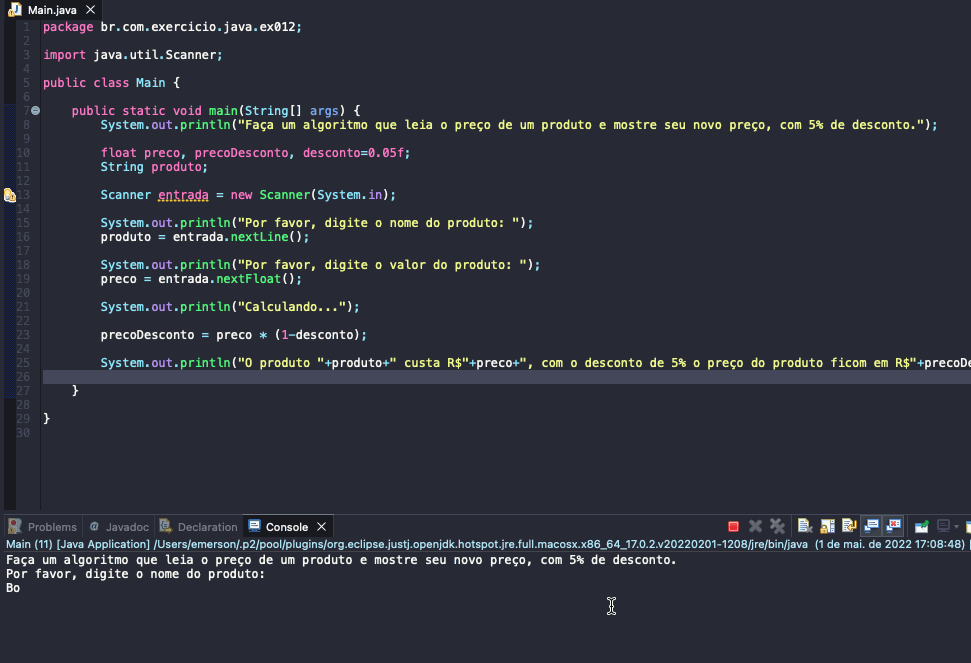 Main.java
1 package br.com.exercicio.java.ex012;
2
3 import java.util.Scanner;
4
5 public class Main {
6
7 public static void main(String[] args) {
8 System.out.println("Faça um algoritmo que leia o preço de um produto e mostre seu novo preço, com 5% de desconto.");
9
10 float preco, precoDesconto, desconto=0.05f;
11 String produto;
12
13 Scanner entrada = new Scanner(System.in);
14
15 System.out.println("Por favor, digite o nome do produto: ");
16 produto = entrada.nextLine();
17
18 System.out.println("Por favor, digite o valor do produto: ");
19 preco = entrada.nextFloat();
20
21 System.out.println("Calculando...");
22
23 precoDesconto = preco * (1-desconto);
24
25 System.out.println("O produto "+produto+" custa R$"+preco+", com o desconto de 5% o preço do produto ficom em R$"+precoDe
26
27 }
28
29 }
30
Problems Javadoc Declaration Console
Main (11) [Java Application] /Users/emerson/.p2/pool/plugins/org.eclipse.justj.openjdk.hotspot.jre.full.macosx.x86_64_17.0.2.v20220201-1208/jre/bin/java (1 de mai. de 2022 17:08:48)
Faça um algoritmo que leia o preço de um produto e mostre seu novo preço, com 5% de desconto.
Por favor, digite o nome do produto:
Bo